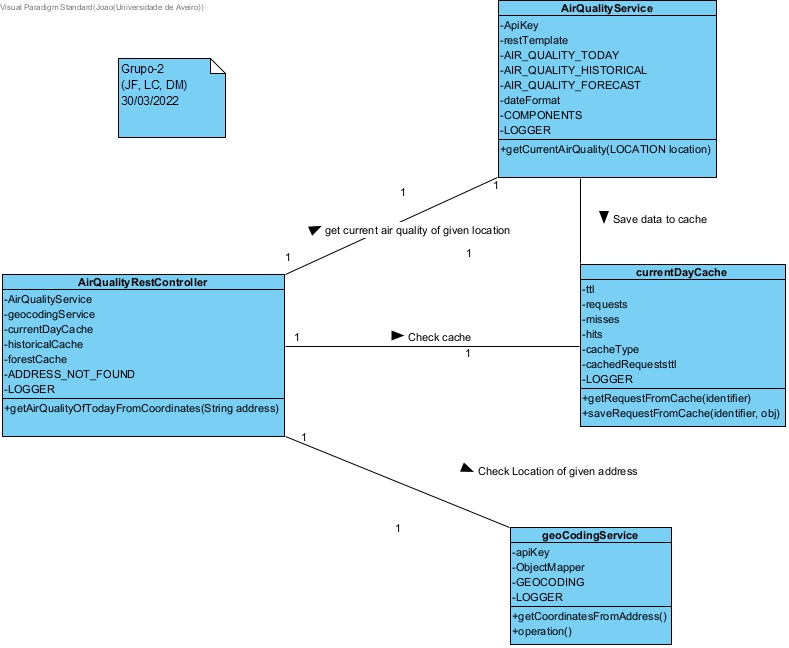 Visual Paradigm Standard(Joao(Universidade de Aveiro))
AirQualityService
-ApiKey
-restTemplate
-AIR_QUALITY_TODAY
-AIR_QUALITY_HISTORICAL
-AIR_QUALITY_FORECAST
-dateFormat
-COMPONENTS
-LOGGER
+getCurrentAirQuality(LOCATION location)
Grupo-2
(JF, LC, DM)
30/03/2022
1
1
get current air quality of given location
Save data to cache
1
1
AirQualityRestController
-AirQualityService
-geocodingService
-currentDayCache
-historicalCache
-forestCache
-ADDRESS_NOT_FOUND
-LOGGER
+getAirQualityOfTodayFromCoordinates(String address)
1
Check cache
1
currentDayCache
-ttl
-requests
-misses
-hits
-cacheType
-cachedRequeststtl
-LOGGER
+getRequestFromCache(identifier)
+saveRequestFromCache(identifier, obj)
1
Check Location of given address
1
geoCodingService
-apiKey
-ObjectMapper
-GEOCODING
-LOGGER
+getCoordinatesFromAddress()
+operation()